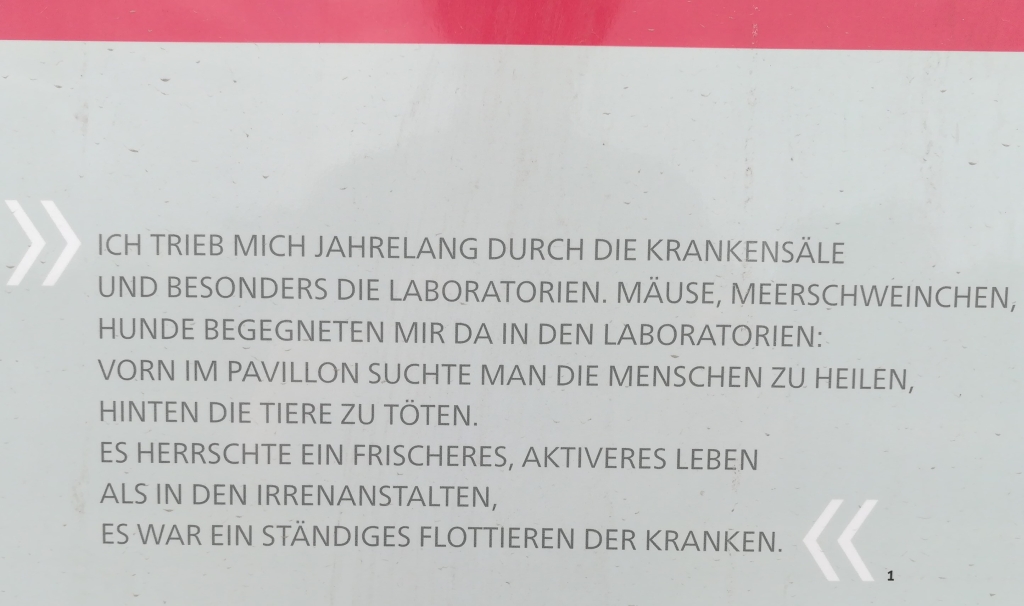 » ICH TRIEB MICH JAHRELANG DURCH DIE KRANKENSÄLE
UND BESONDERS DIE LABORATORIEN. MÄUSE, MEERSCHWEINCHEN,
HUNDE BEGEGNETEN MIR DA IN DEN LABORATORIEN:
VORN IM PAVILLON SUCHTE MAN DIE MENSCHEN ZU HEILEN,
HINTEN DIE TIERE ZU TÖTEN.
ES HERRSCHTE EIN FRISCHERES, AKTIVERES LEBEN
ALS IN DEN IRRENANSTALTEN,
ES WAR EIN STÄNDIGES FLOTTIEREN DER KRANKEN. « 1